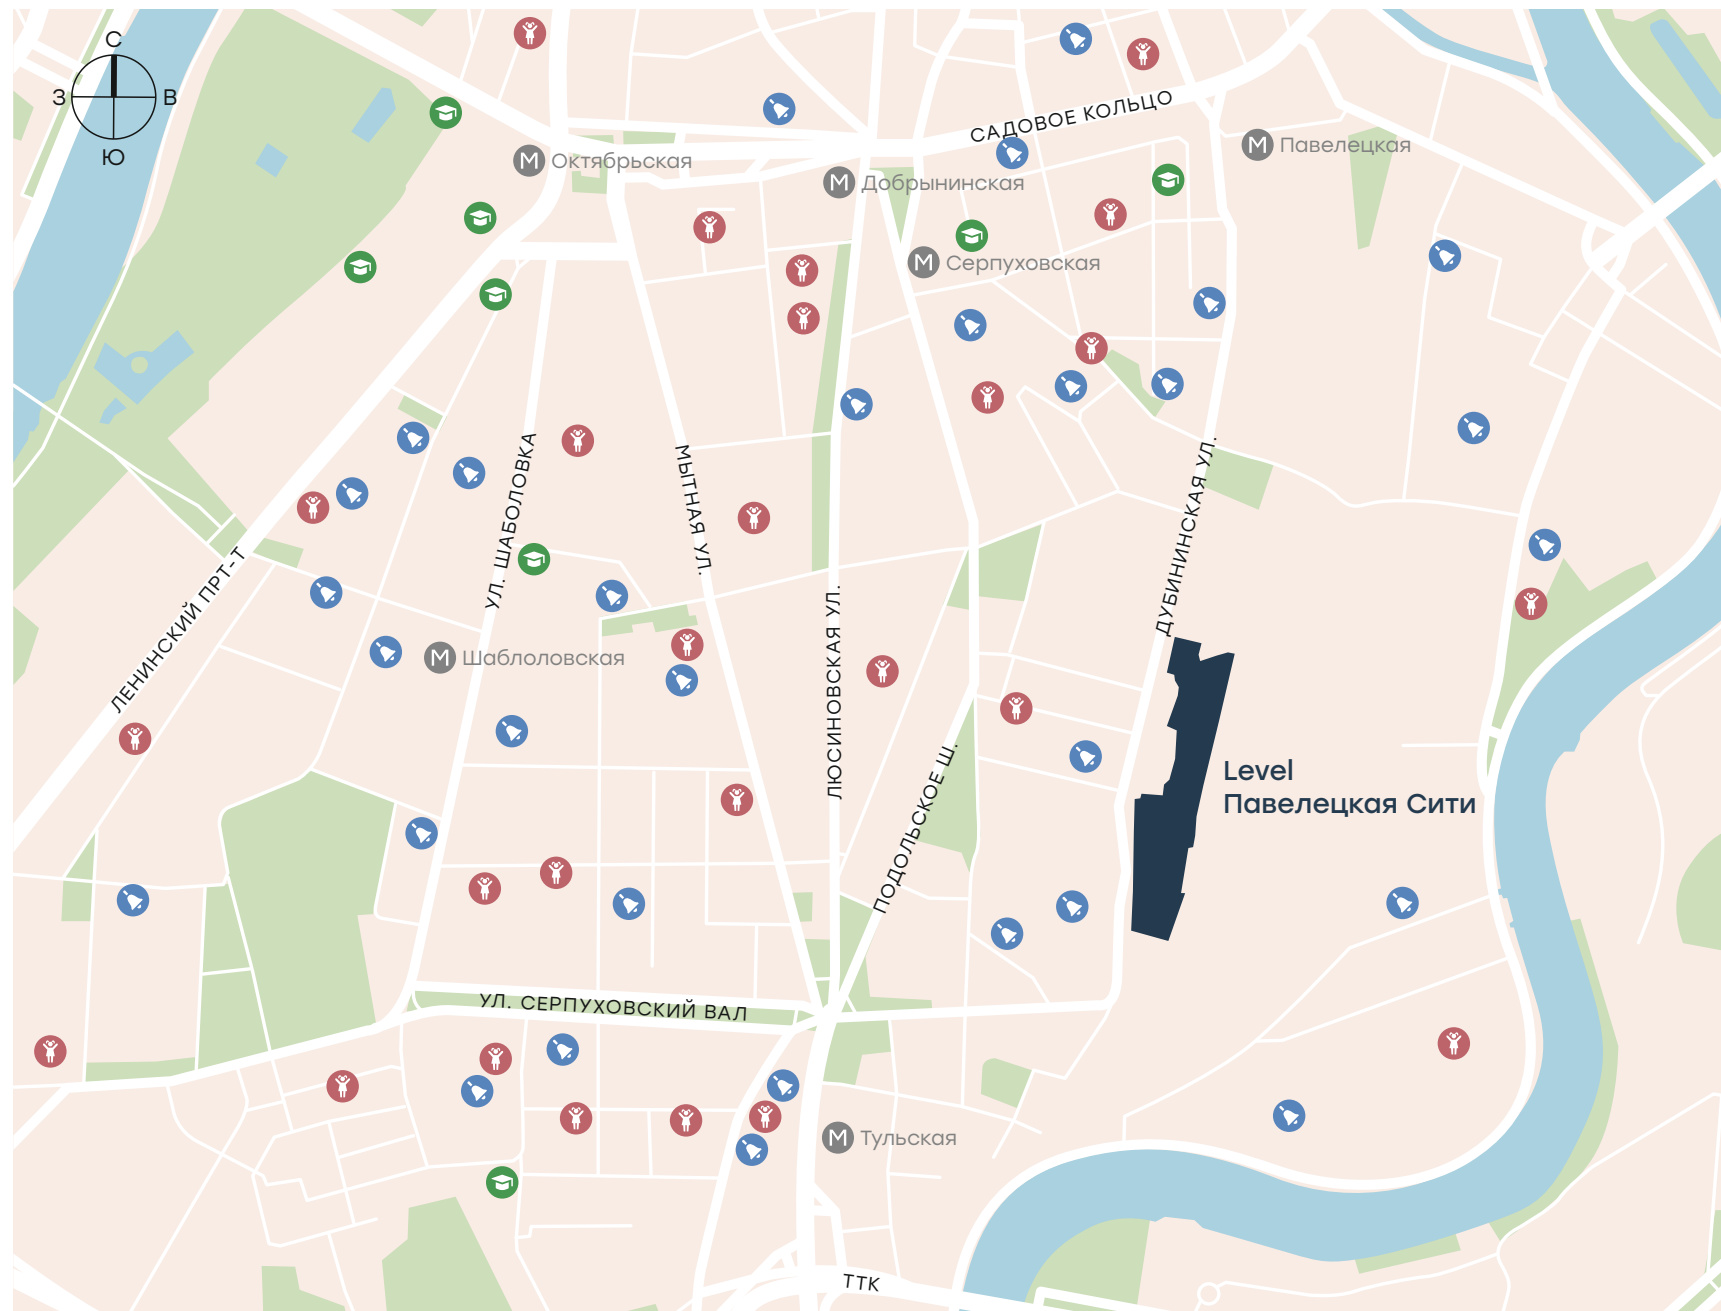 С
З
В
Ю
САДОВОЕ КОЛЬЦО
М Октябрьская
М Павелецкая
М Добрынинская
М Серпуховская
УЛ. ШАБОЛОВКА
МЫТНАЯ УЛ.
ДУБИНИНСКАЯ УЛ.
ЛЕНИНСКИЙ ПРТ-Т
ЛЮСИНОВСКАЯ УЛ.
М Шаблоловская
ПОДОЛЬСКОЕ Ш.
Level
Павелецкая Сити
УЛ. СЕРПУХОВСКИЙ ВАЛ
М Тульская
ТТК